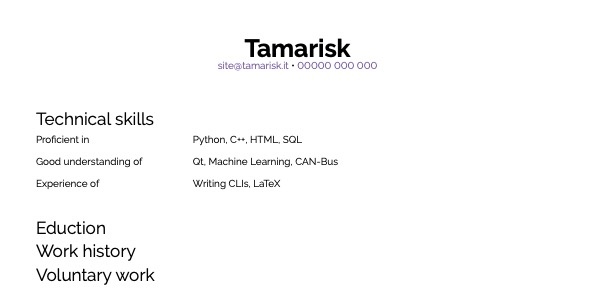 Tamarisk
site@tamarisk.it • 00000 000 000
Technical skills
Proficient in Python, C++, HTML, SQL
Good understanding of Qt, Machine Learning, CAN-Bus
Experience of Writing CLIs, LaTeX
Eduction
Work history
Voluntary work